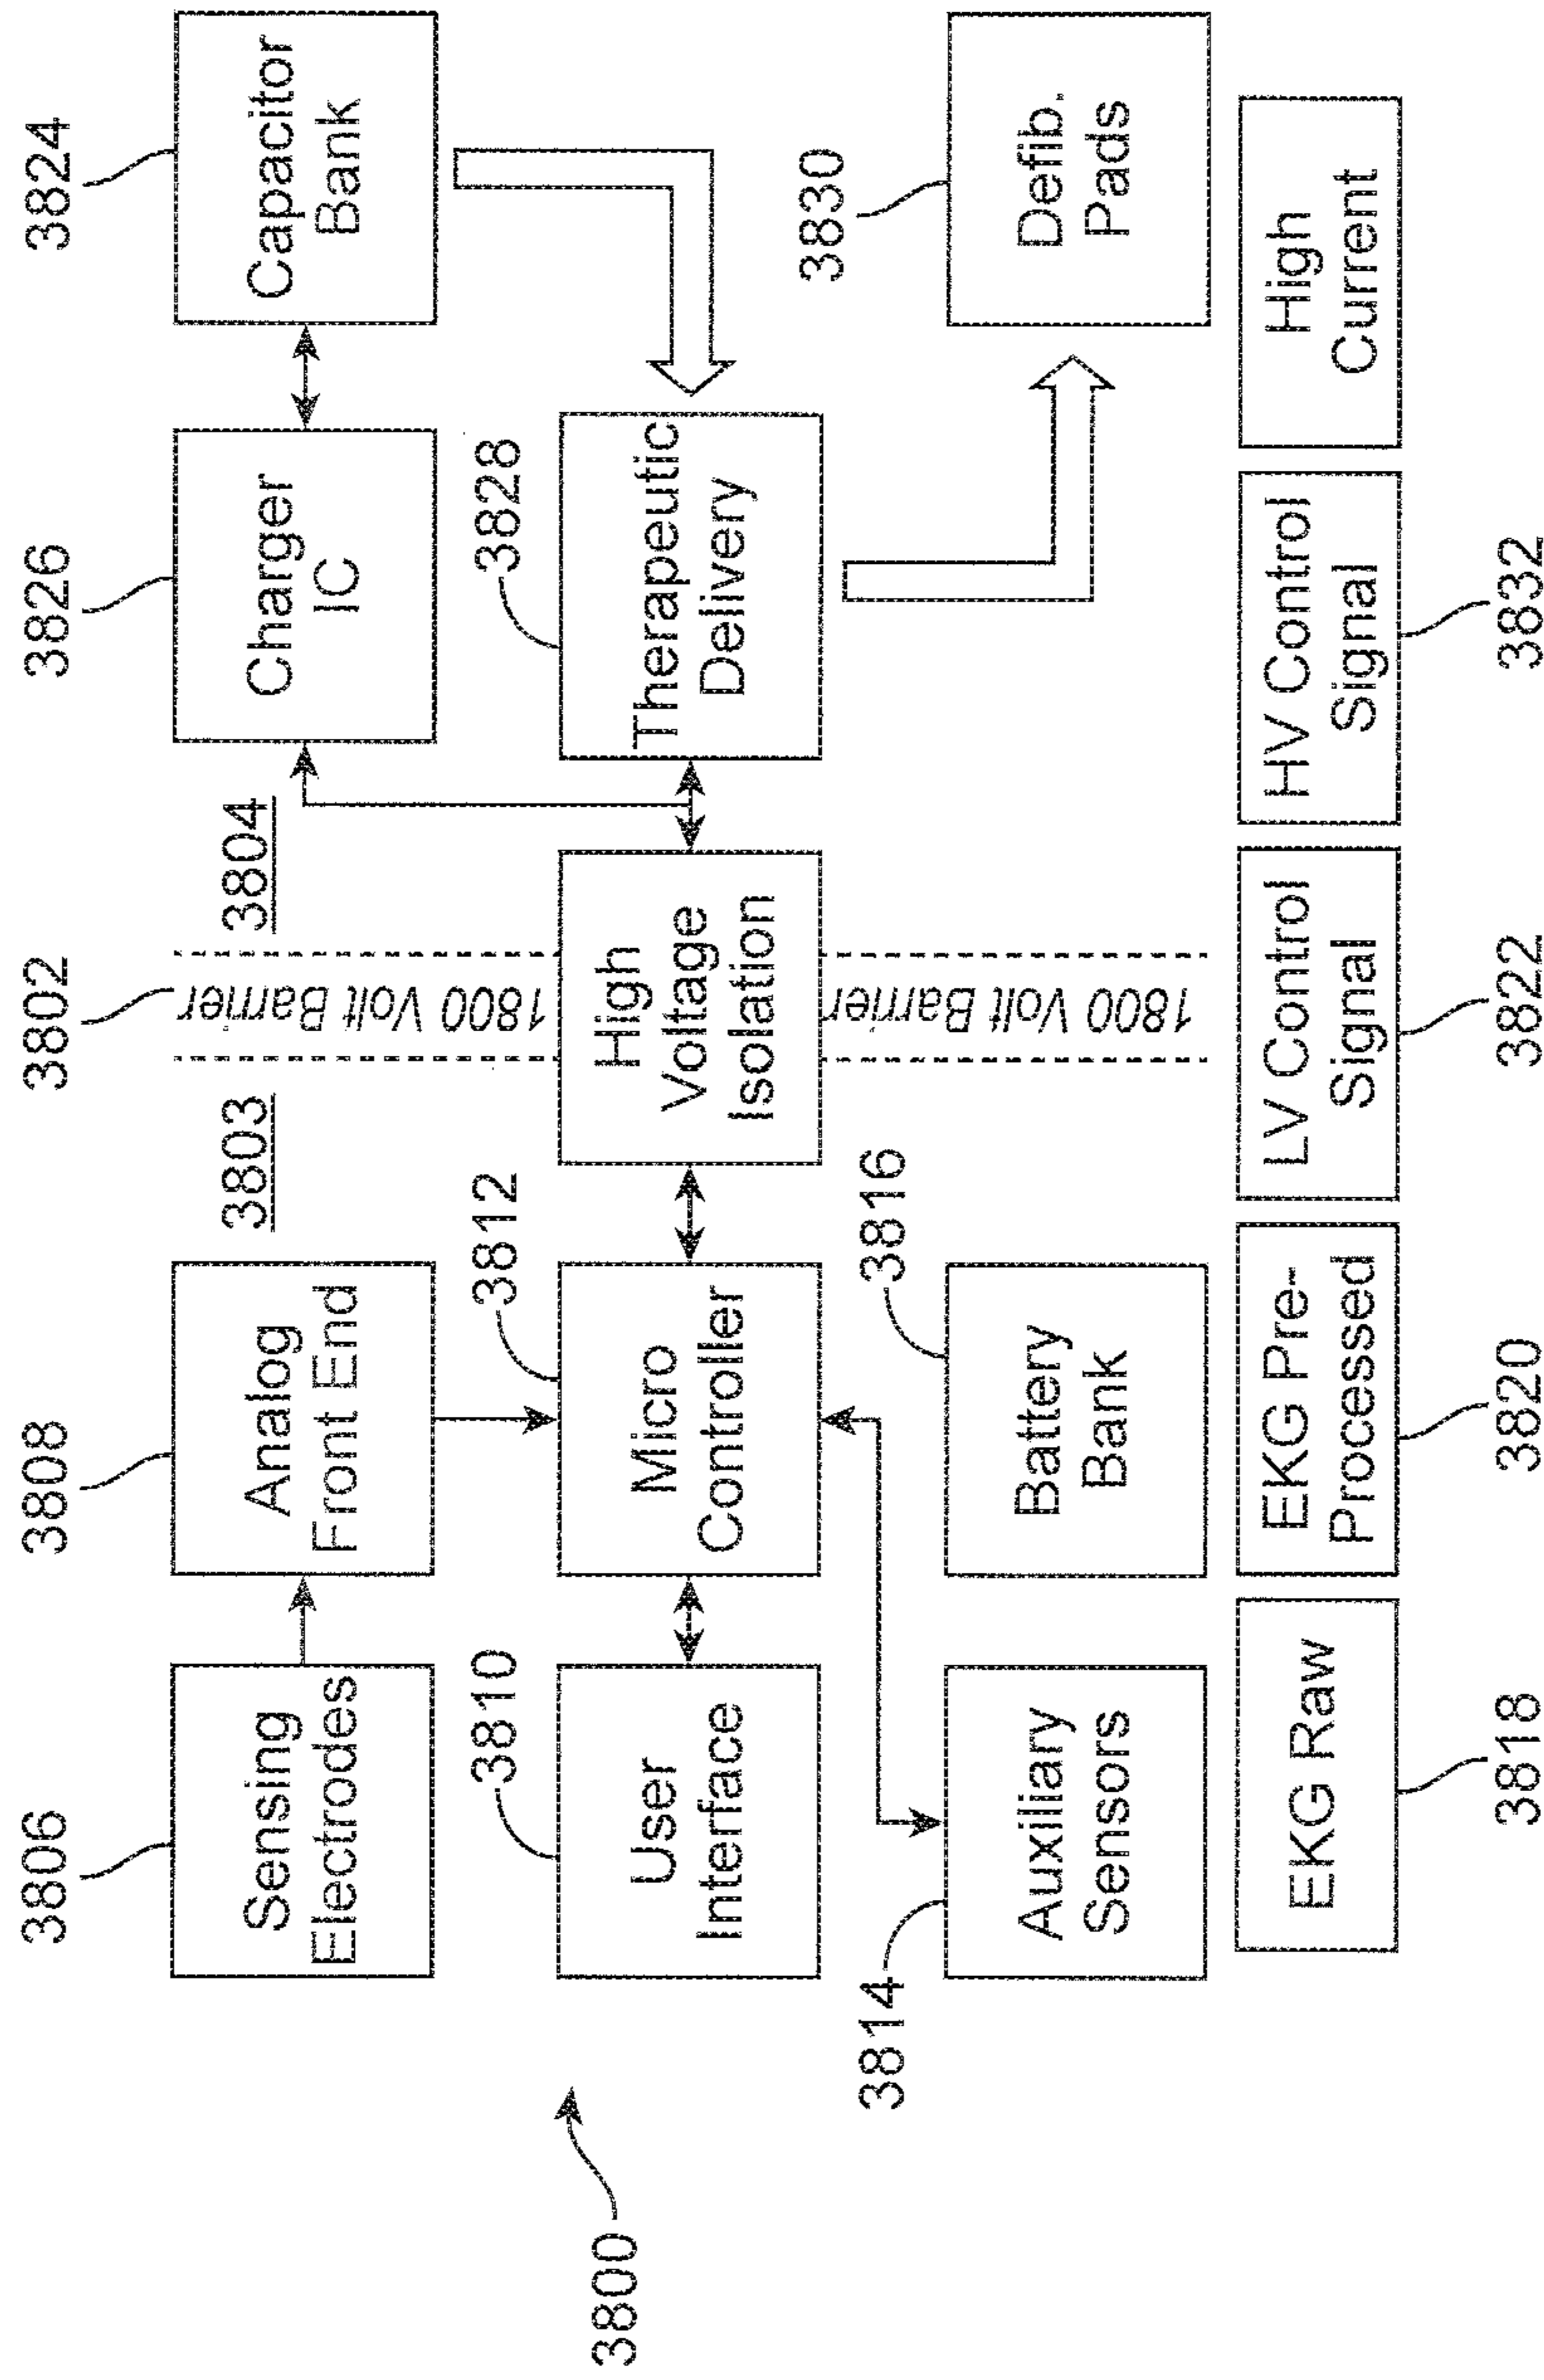 3806
3808
3802
3826
3824
Sensing
Electrodes
Analog
Front End
3803
1800 Volt Barrier
3804
Charger
IC
Capacitor
Bank
3800
3810
3812
3828
User
Interface
Micro
Controller
High
Voltage
Isolation
Therapeutic
Delivery
3814
3816
3830
Auxiliary
Sensors
Battery
Bank
1800 Volt Barrier
Defib.
Pads
EKG Raw
EKG Pre-
Processed
LV Control
Signal
HV Control
Signal
High
Current
3818
3820
3822
3832